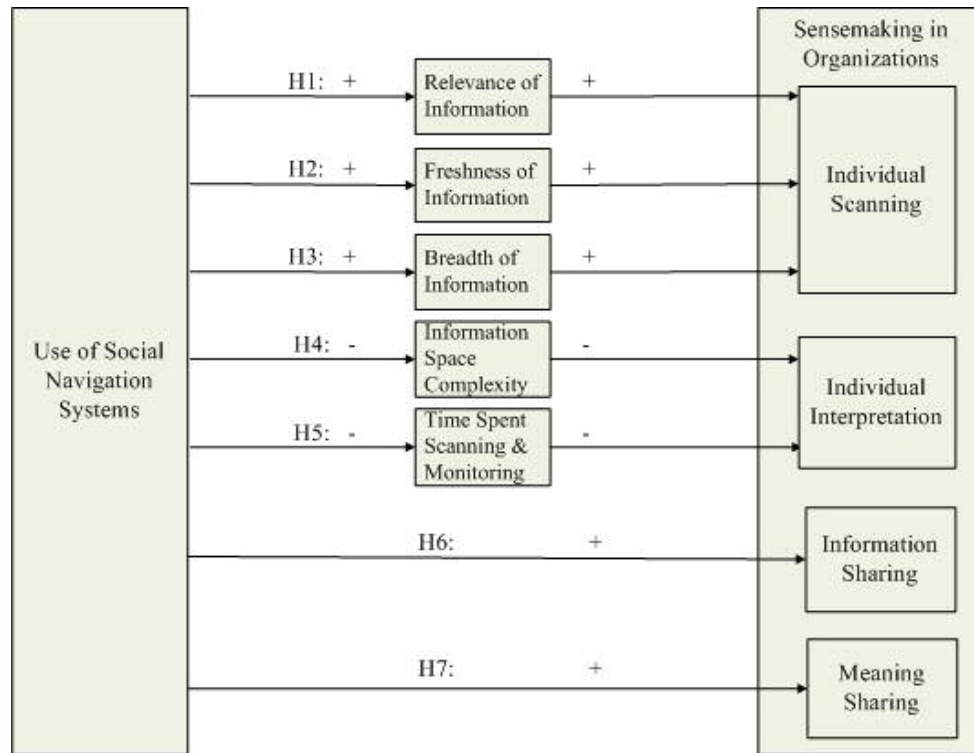 Sensemaking in
Organizations
H1: + +
Relevance of
Information
H2: + +
Freshness of
Information
Individual
Scanning
H3: + +
Breadth of
Information
Use of Social
Navigation
Systems
H4: - -
Information
Space
Complexity
H5: - -
Time Spent
Scanning &
Monitoring
Individual
Interpretation
H6: +
Information
Sharing
H7: +
Meaning
Sharing